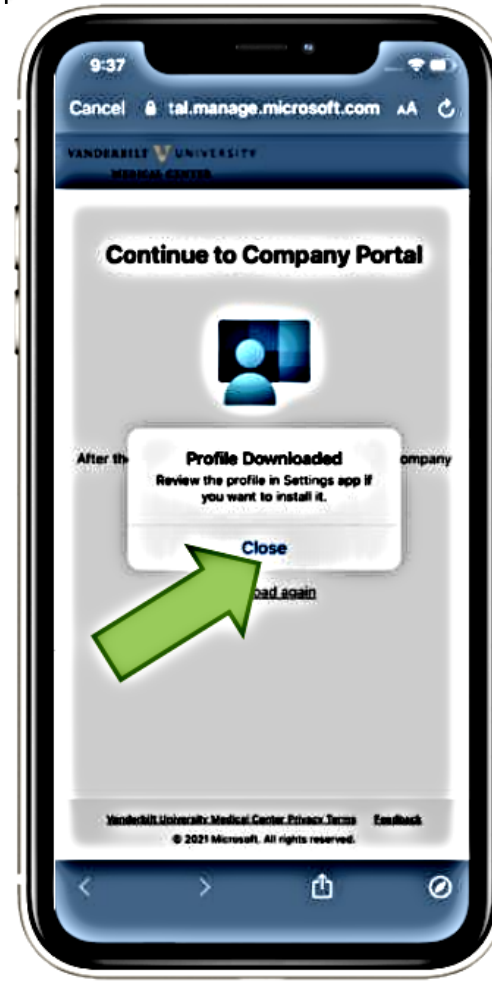 9:37
Cancel tal.manage.microsoft.com AA
VANDERBILT V UNIVERSITY
MEDICAL CENTER
Continue to Company Portal
After the ompany
Profile Downloaded
Review the profile in Settings app if
you want to install it.
Close
oad again
Vanderbilt University Medical Center Privacy Terms Feedback
© 2021 Microsoft. All rights reserved.